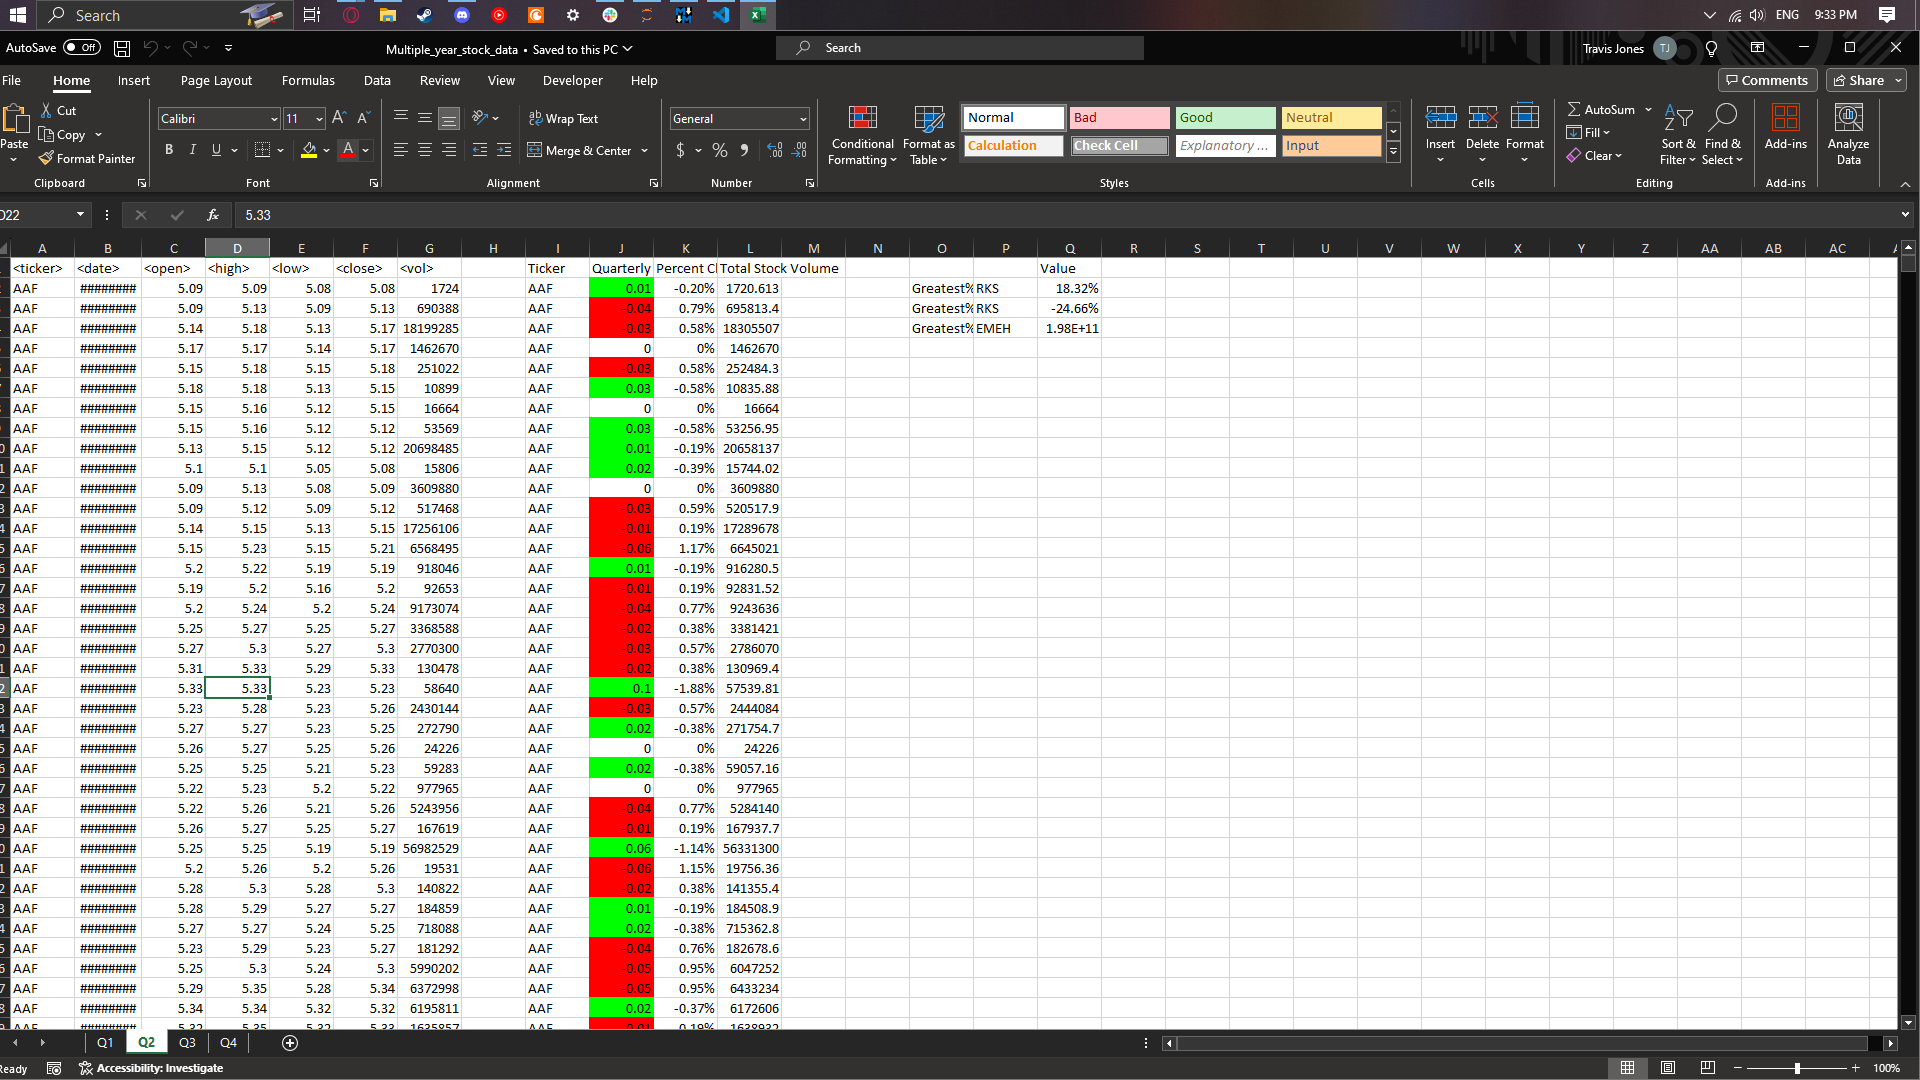 Search
ENG 9:33 PM
AutoSave Off Multiple_year_stock_data • Saved to this PC Search Travis Jones TJ
File Home Insert Page Layout Formulas Data Review View Developer Help Comments Share
Paste Cut Copy Format Painter Clipboard
Calibri 11 A A B I U A Font
Wrap Text Merge & Center Alignment
General $ % Number
Conditional Formatting Format as Table
Normal Bad Good Neutral
Calculation Check Cell Explanatory ... Input
Styles
Insert Delete Format Cells
AutoSum Fill Clear Sort & Filter Find & Select Editing
Add-ins Add-ins
Analyze Data
D22 fx 5.33
A B C D E F G H I J K L M N O P Q R S T U V W X Y Z AA AB AC
<ticker> <date> <open> <high> <low> <close> <vol> Ticker Quarterly Percent Cl Total Stock Volume Value
AAF ######## 5.09 5.09 5.08 5.08 1724 AAF 0.01 -0.20% 1720.613 Greatest% RKS 18.32%
AAF ######## 5.09 5.13 5.09 5.13 690388 AAF -0.04 0.79% 695813.4 Greatest% RKS -24.66%
AAF ######## 5.14 5.18 5.13 5.17 18199285 AAF -0.03 0.58% 18305507 Greatest% EMEH 1.98E+11
AAF ######## 5.17 5.17 5.14 5.17 1462670 AAF 0 0% 1462670
AAF ######## 5.15 5.18 5.15 5.18 251022 AAF -0.03 0.58% 252484.3
AAF ######## 5.18 5.18 5.13 5.15 10899 AAF 0.03 -0.58% 10835.88
AAF ######## 5.15 5.16 5.12 5.15 16664 AAF 0 0% 16664
AAF ######## 5.15 5.16 5.12 5.12 53569 AAF 0.03 -0.58% 53256.95
AAF ######## 5.13 5.15 5.12 5.12 20698485 AAF 0.01 -0.19% 20658137
AAF ######## 5.1 5.1 5.05 5.08 15806 AAF 0.02 -0.39% 15744.02
AAF ######## 5.09 5.13 5.08 5.09 3609880 AAF 0 0% 3609880
AAF ######## 5.09 5.12 5.09 5.12 517468 AAF -0.03 0.59% 520517.9
AAF ######## 5.14 5.15 5.13 5.15 17256106 AAF -0.01 0.19% 17289678
AAF ######## 5.15 5.23 5.15 5.21 6568495 AAF -0.06 1.17% 6645021
AAF ######## 5.2 5.22 5.19 5.19 918046 AAF 0.01 -0.19% 916280.5
AAF ######## 5.19 5.2 5.16 5.2 92653 AAF -0.01 0.19% 92831.52
AAF ######## 5.2 5.24 5.2 5.24 9173074 AAF -0.04 0.77% 9243636
AAF ######## 5.25 5.27 5.25 5.27 3368588 AAF -0.02 0.38% 3381421
AAF ######## 5.27 5.3 5.27 5.3 2770300 AAF -0.03 0.57% 2786070
AAF ######## 5.31 5.33 5.29 5.33 130478 AAF -0.02 0.38% 130969.4
AAF ######## 5.33 5.33 5.23 5.23 58640 AAF 0.1 -1.88% 57539.81
AAF ######## 5.23 5.28 5.23 5.26 2430144 AAF -0.03 0.57% 2444084
AAF ######## 5.27 5.27 5.23 5.25 272790 AAF 0.02 -0.38% 271754.7
AAF ######## 5.26 5.27 5.25 5.26 24226 AAF 0 0% 24226
AAF ######## 5.25 5.25 5.21 5.23 59283 AAF 0.02 -0.38% 59057.16
AAF ######## 5.22 5.23 5.2 5.22 977965 AAF 0 0% 977965
AAF ######## 5.22 5.26 5.21 5.26 5243956 AAF -0.04 0.77% 5284140
AAF ######## 5.26 5.27 5.25 5.27 167619 AAF -0.01 0.19% 167937.7
AAF ######## 5.25 5.25 5.19 5.19 56982529 AAF 0.06 -1.14% 56331300
AAF ######## 5.2 5.26 5.2 5.26 19531 AAF -0.06 1.15% 19756.36
AAF ######## 5.28 5.3 5.28 5.3 140822 AAF -0.02 0.38% 141355.4
AAF ######## 5.28 5.29 5.27 5.27 184859 AAF 0.01 -0.19% 184508.9
AAF ######## 5.27 5.27 5.24 5.25 718088 AAF 0.02 -0.38% 715362.8
AAF ######## 5.23 5.29 5.23 5.27 181292 AAF -0.04 0.76% 182678.6
AAF ######## 5.25 5.3 5.24 5.3 5990202 AAF -0.05 0.95% 6047252
AAF ######## 5.29 5.35 5.28 5.34 6372998 AAF -0.05 0.95% 6433234
AAF ######## 5.34 5.34 5.32 5.32 6195811 AAF 0.02 -0.37% 6172606
AAF ######## 5.32 5.35 5.32 5.33 1635857 AAF -0.01 0.19% 1638932
Q1 Q2 Q3 Q4
Ready Accessibility: Investigate 100%